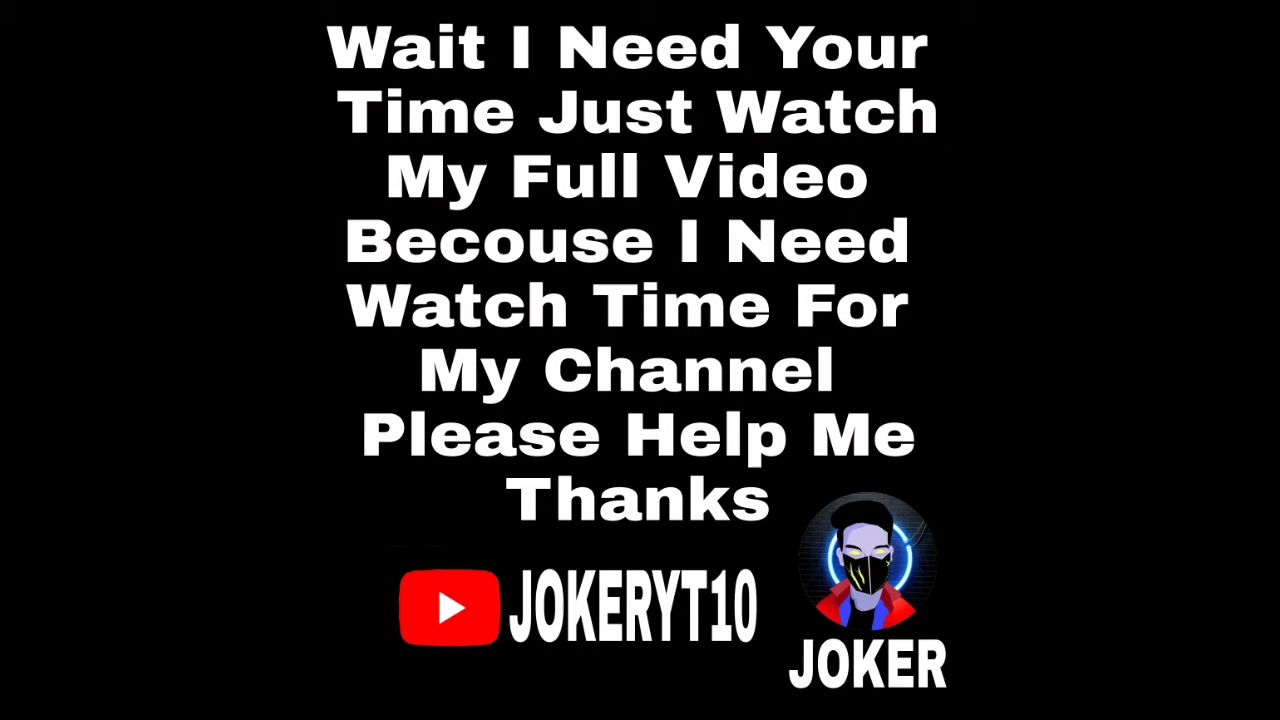 Wait I Need Your
Time Just Watch
My Full Video
Becouse I Need
Watch Time For
My Channel
Please Help Me
Thanks
JOKERYT10
JOKER